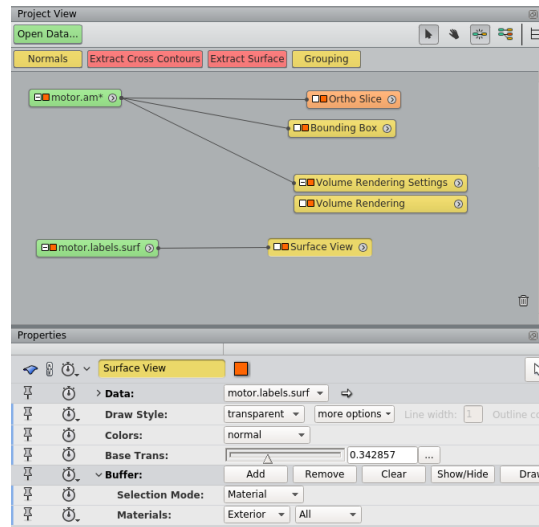 Project View
Open Data...
Normals Extract Cross Contours Extract Surface Grouping
motor.am* Ortho Slice
Bounding Box
Volume Rendering Settings
Volume Rendering
motor.labels.surf Surface View
Properties
Surface View
Data: motor.labels.surf
Draw Style: transparent more options Line width: 1 Outline co
Colors: normal
Base Trans: 0.342857 ...
Buffer: Add Remove Clear Show/Hide Draw
Selection Mode: Material
Materials: Exterior All